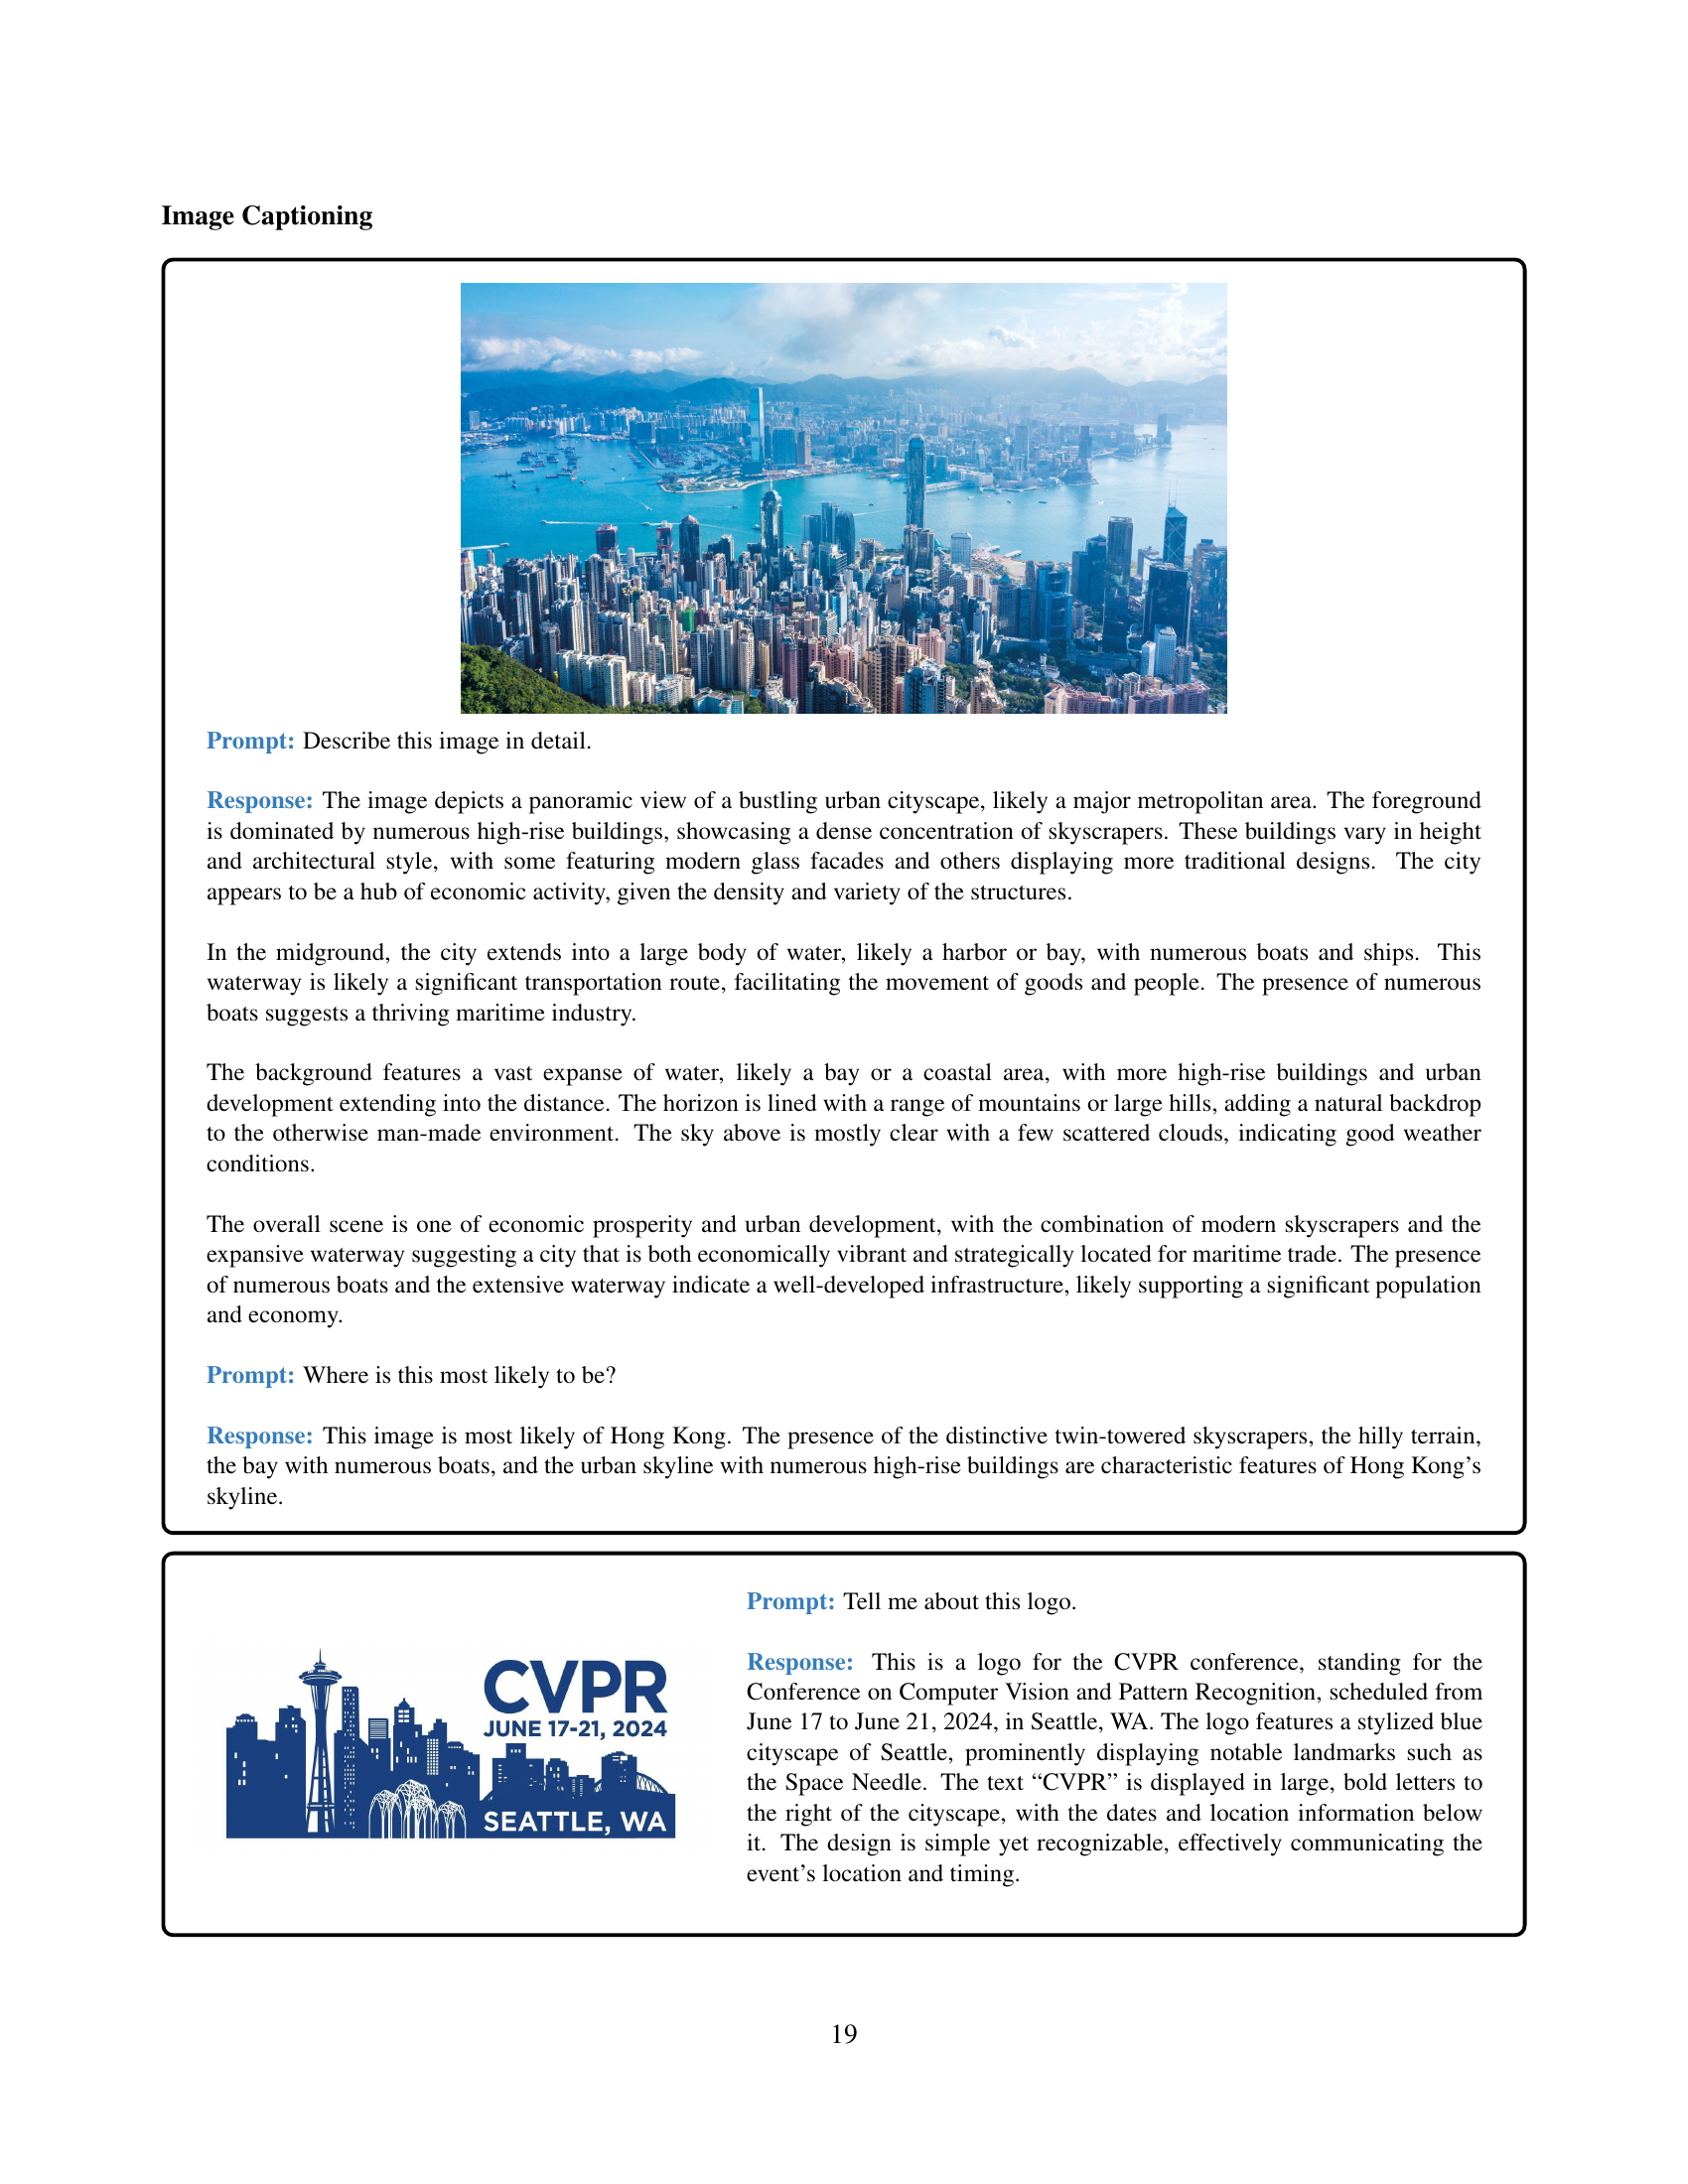 Image Captioning
Prompt: Describe this image in detail.
Response: The image depicts a panoramic view of a bustling urban cityscape, likely a major metropolitan area. The foreground
is dominated by numerous high-rise buildings, showcasing a dense concentration of skyscrapers. These buildings vary in height
and architectural style, with some featuring modern glass facades and others displaying more traditional designs. The city
appears to be a hub of economic activity, given the density and variety of the structures.
In the midground, the city extends into a large body of water, likely a harbor or bay, with numerous boats and ships. This
waterway is likely a significant transportation route, facilitating the movement of goods and people. The presence of numerous
boats suggests a thriving maritime industry.
The background features a vast expanse of water, likely a bay or a coastal area, with more high-rise buildings and urban
development extending into the distance. The horizon is lined with a range of mountains or large hills, adding a natural backdrop
to the otherwise man-made environment. The sky above is mostly clear with a few scattered clouds, indicating good weather
conditions.
The overall scene is one of economic prosperity and urban development, with the combination of modern skyscrapers and the
expansive waterway suggesting a city that is both economically vibrant and strategically located for maritime trade. The presence
of numerous boats and the extensive waterway indicate a well-developed infrastructure, likely supporting a significant population
and economy.
Prompt: Where is this most likely to be?
Response: This image is most likely of Hong Kong. The presence of the distinctive twin-towered skyscrapers, the hilly terrain,
the bay with numerous boats, and the urban skyline with numerous high-rise buildings are characteristic features of Hong Kong's
skyline.
CVPR
JUNE 17-21, 2024
SEATTLE, WA
Prompt: Tell me about this logo.
Response: This is a logo for the CVPR conference, standing for the
Conference on Computer Vision and Pattern Recognition, scheduled from
June 17 to June 21, 2024, in Seattle, WA. The logo features a stylized blue
cityscape of Seattle, prominently displaying notable landmarks such as
the Space Needle. The text “CVPR” is displayed in large, bold letters to
the right of the cityscape, with the dates and location information below
it. The design is simple yet recognizable, effectively communicating the
event's location and timing.
19